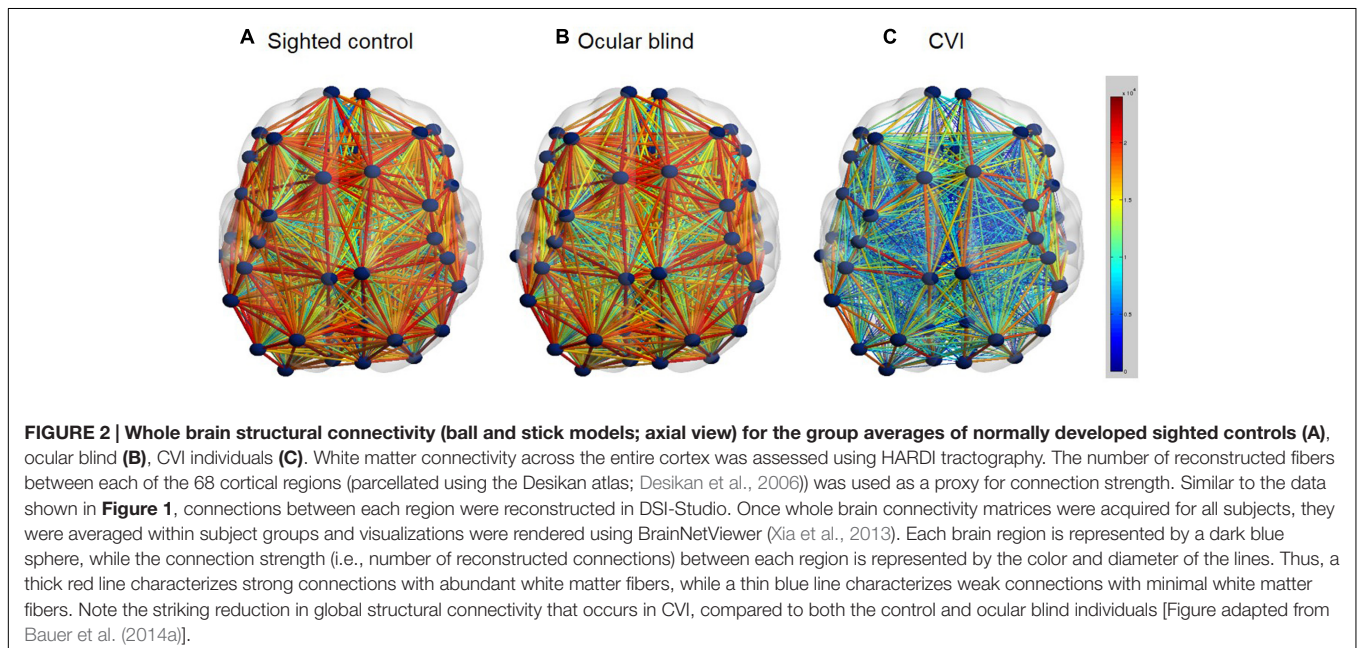 A Sighted control
B Ocular blind
C CVI
x 10⁴
2
1.5
1
0.5
0
FIGURE 2 | Whole brain structural connectivity (ball and stick models; axial view) for the group averages of normally developed sighted controls (A),
ocular blind (B), CVI individuals (C). White matter connectivity across the entire cortex was assessed using HARDI tractography. The number of reconstructed fibers
between each of the 68 cortical regions (parcellated using the Desikan atlas; Desikan et al., 2006)) was used as a proxy for connection strength. Similar to the data
shown in Figure 1, connections between each region were reconstructed in DSI-Studio. Once whole brain connectivity matrices were acquired for all subjects, they
were averaged within subject groups and visualizations were rendered using BrainNetViewer (Xia et al., 2013). Each brain region is represented by a dark blue
sphere, while the connection strength (i.e., number of reconstructed connections) between each region is represented by the color and diameter of the lines. Thus, a
thick red line characterizes strong connections with abundant white matter fibers, while a thin blue line characterizes weak connections with minimal white matter
fibers. Note the striking reduction in global structural connectivity that occurs in CVI, compared to both the control and ocular blind individuals [Figure adapted from
Bauer et al. (2014a)].